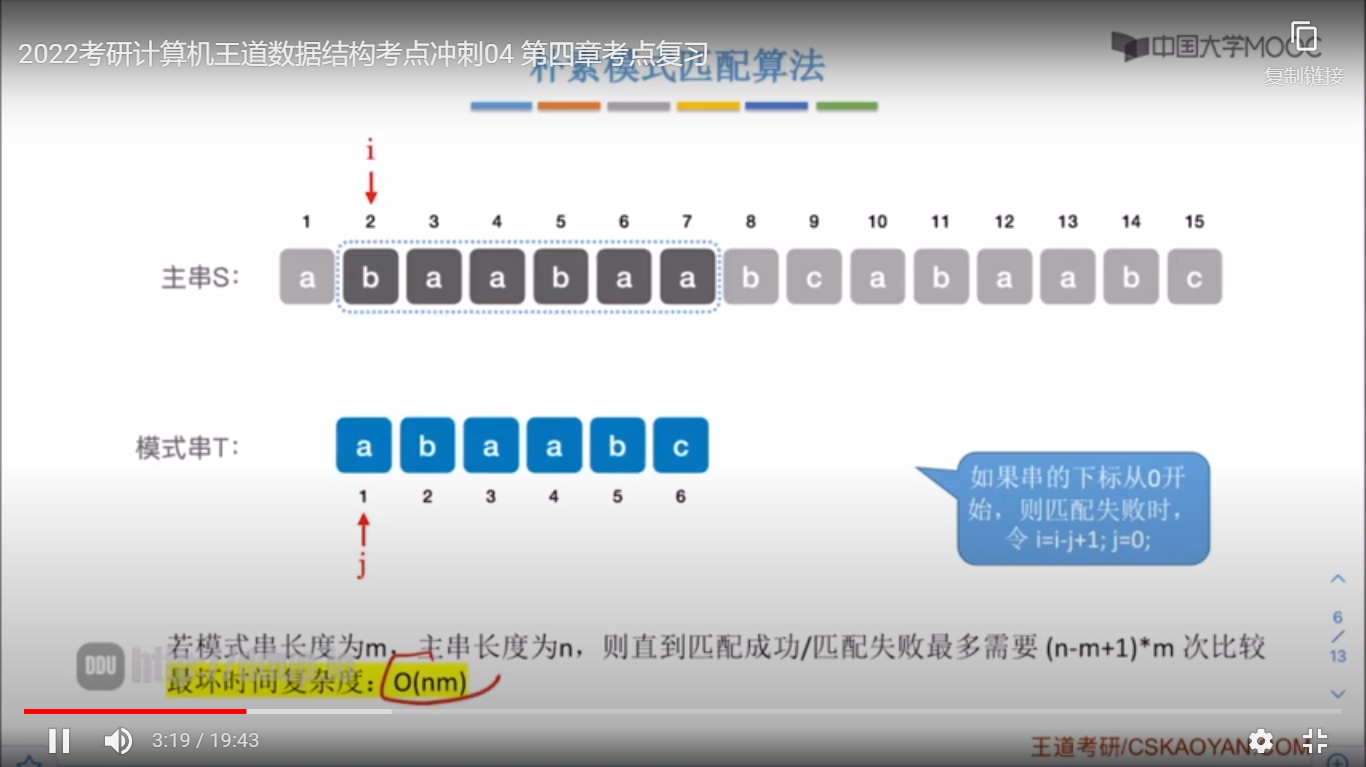 2022考研计算机王道数据结构考点冲刺04 第四章考点复习
朴素模式匹配算法
中国大学MOOC
复制链接
i
1 2 3 4 5 6 7 8 9 10 11 12 13 14 15
主串S: a b a a b a a b c a b a a b c
模式串T: a b a a b c
1 2 3 4 5 6
j
如果串的下标从0开
始，则匹配失败时，
令 i=i-j+1; j=0;
6
13
若模式串长度为m，主串长度为n，则直到匹配成功/匹配失败最多需要 (n-m+1)*m 次比较
DDU
最坏时间复杂度：O(nm)
3:19 / 19:43
王道考研/CSKAOYAN.COM